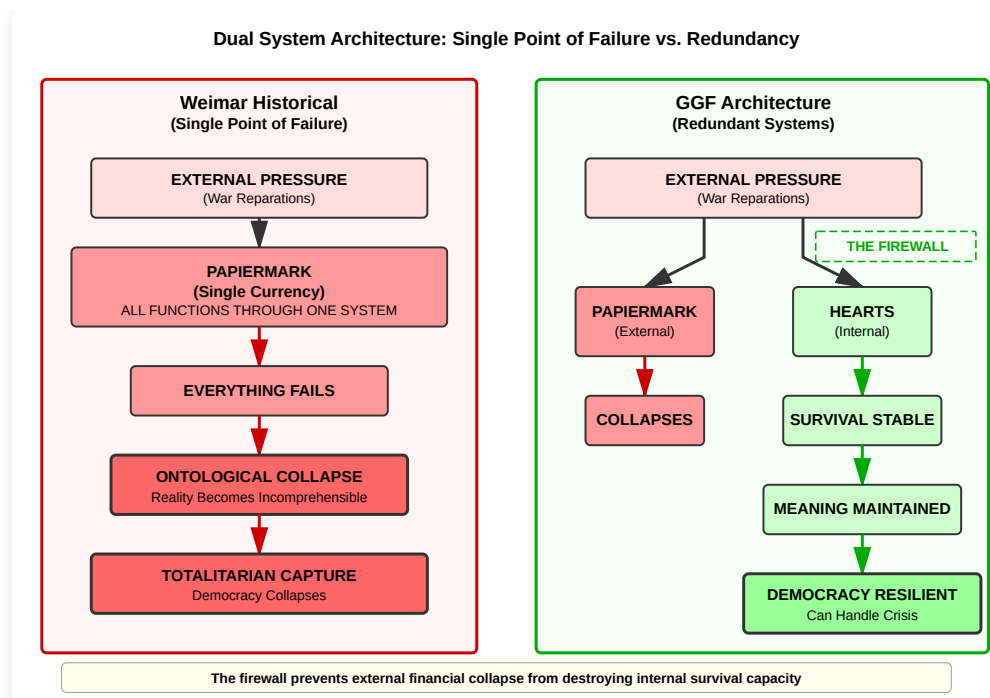 Dual System Architecture: Single Point of Failure vs. Redundancy
Weimar Historical
(Single Point of Failure)
EXTERNAL PRESSURE
(War Reparations)
PAPIERMARK
(Single Currency)
ALL FUNCTIONS THROUGH ONE SYSTEM
EVERYTHING FAILS
ONTOLOGICAL COLLAPSE
Reality Becomes Incomprehensible
TOTALITARIAN CAPTURE
Democracy Collapses
GGF Architecture
(Redundant Systems)
EXTERNAL PRESSURE
(War Reparations)
THE FIREWALL
PAPIERMARK
(External)
COLLAPSES
HEARTS
(Internal)
SURVIVAL STABLE
MEANING MAINTAINED
DEMOCRACY RESILIENT
Can Handle Crisis
The firewall prevents external financial collapse from destroying internal survival capacity